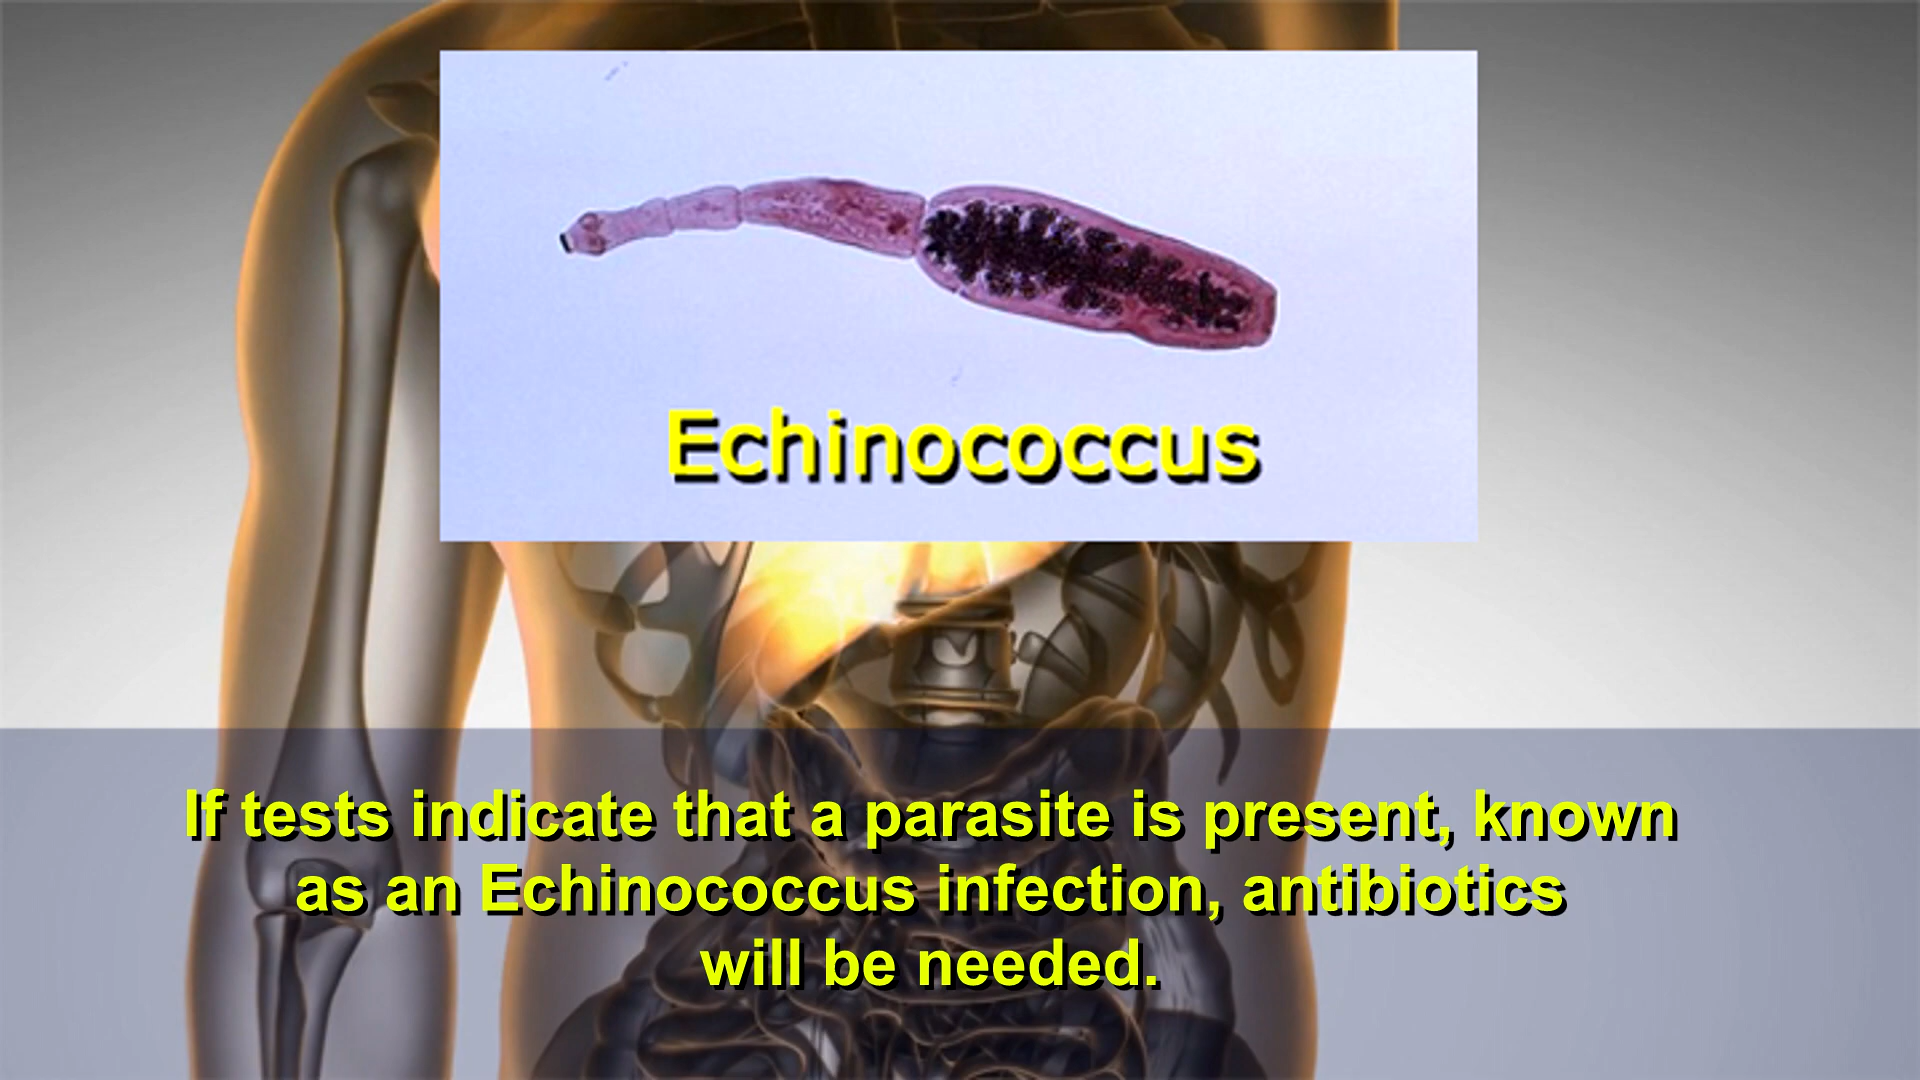 Echinococcus
If tests indicate that a parasite is present, known
as an Echinococcus infection, antibiotics
will be needed.